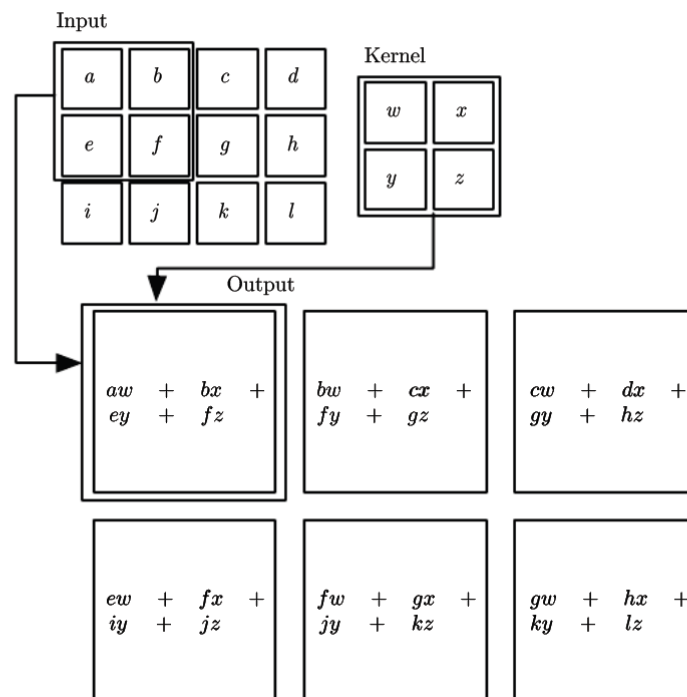 Input
Kernel
a b c d
w x
e f g h
y z
i j k l
Output
aw + bx +
ey + fz
bw + cx +
fy + gz
cw + dx +
gy + hz
ew + fx +
iy + jz
fw + gx +
jy + kz
gw + hx +
ky + lz